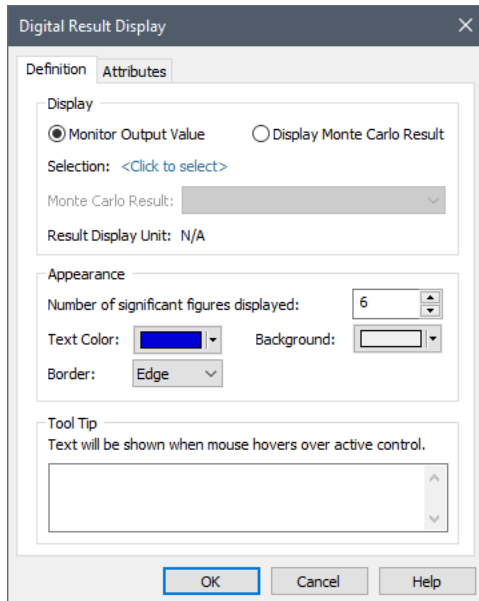 Digital Result Display
Definition Attributes
Display
Monitor Output Value Display Monte Carlo Result
Selection: <Click to select>
Monte Carlo Result:
Result Display Unit: N/A
Appearance
Number of significant figures displayed: 6
Text Color: Background:
Border: Edge
Tool Tip
Text will be shown when mouse hovers over active control.
OK Cancel Help